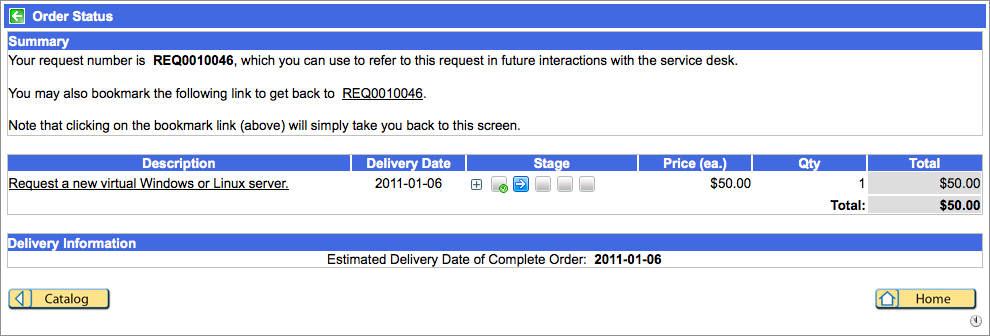 Order Status
Summary
Your request number is REQ0010046, which you can use to refer to this request in future interactions with the service desk.
You may also bookmark the following link to get back to REQ0010046.
Note that clicking on the bookmark link (above) will simply take you back to this screen.
Description Delivery Date Stage Price (ea.) Qty Total
Request a new virtual Windows or Linux server. 2011-01-06 $50.00 1 $50.00
Total: $50.00
Delivery Information
Estimated Delivery Date of Complete Order: 2011-01-06
Catalog Home